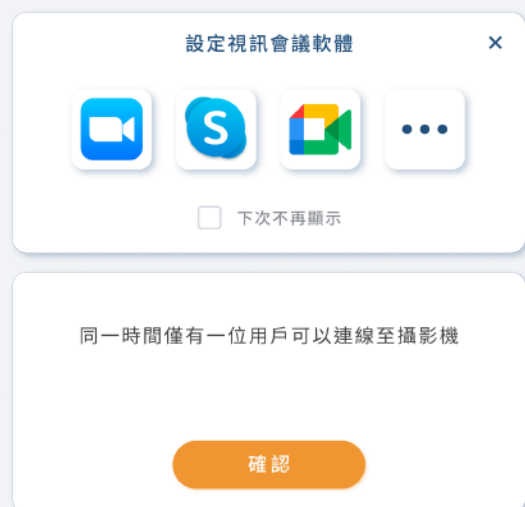 設定視訊會議軟體
S
下次不再顯示
同一時間僅有一位用戶可以連線至攝影機
確認